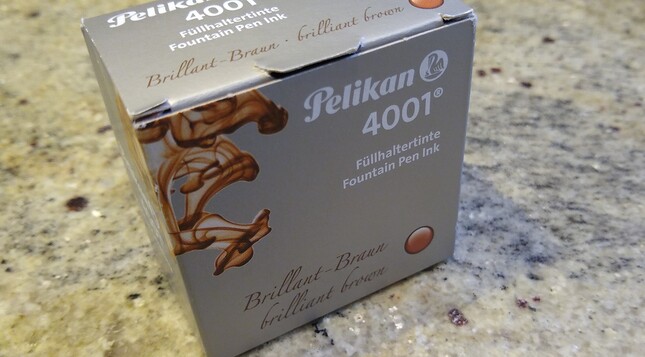 Pelikan
4001®
Füllhaltertinte
Fountain Pen Ink
Brillant-Braun · brilliant brown
Pelikan
4001®
Füllhaltertinte
Fountain Pen Ink
Brillant-Braun
brilliant brown